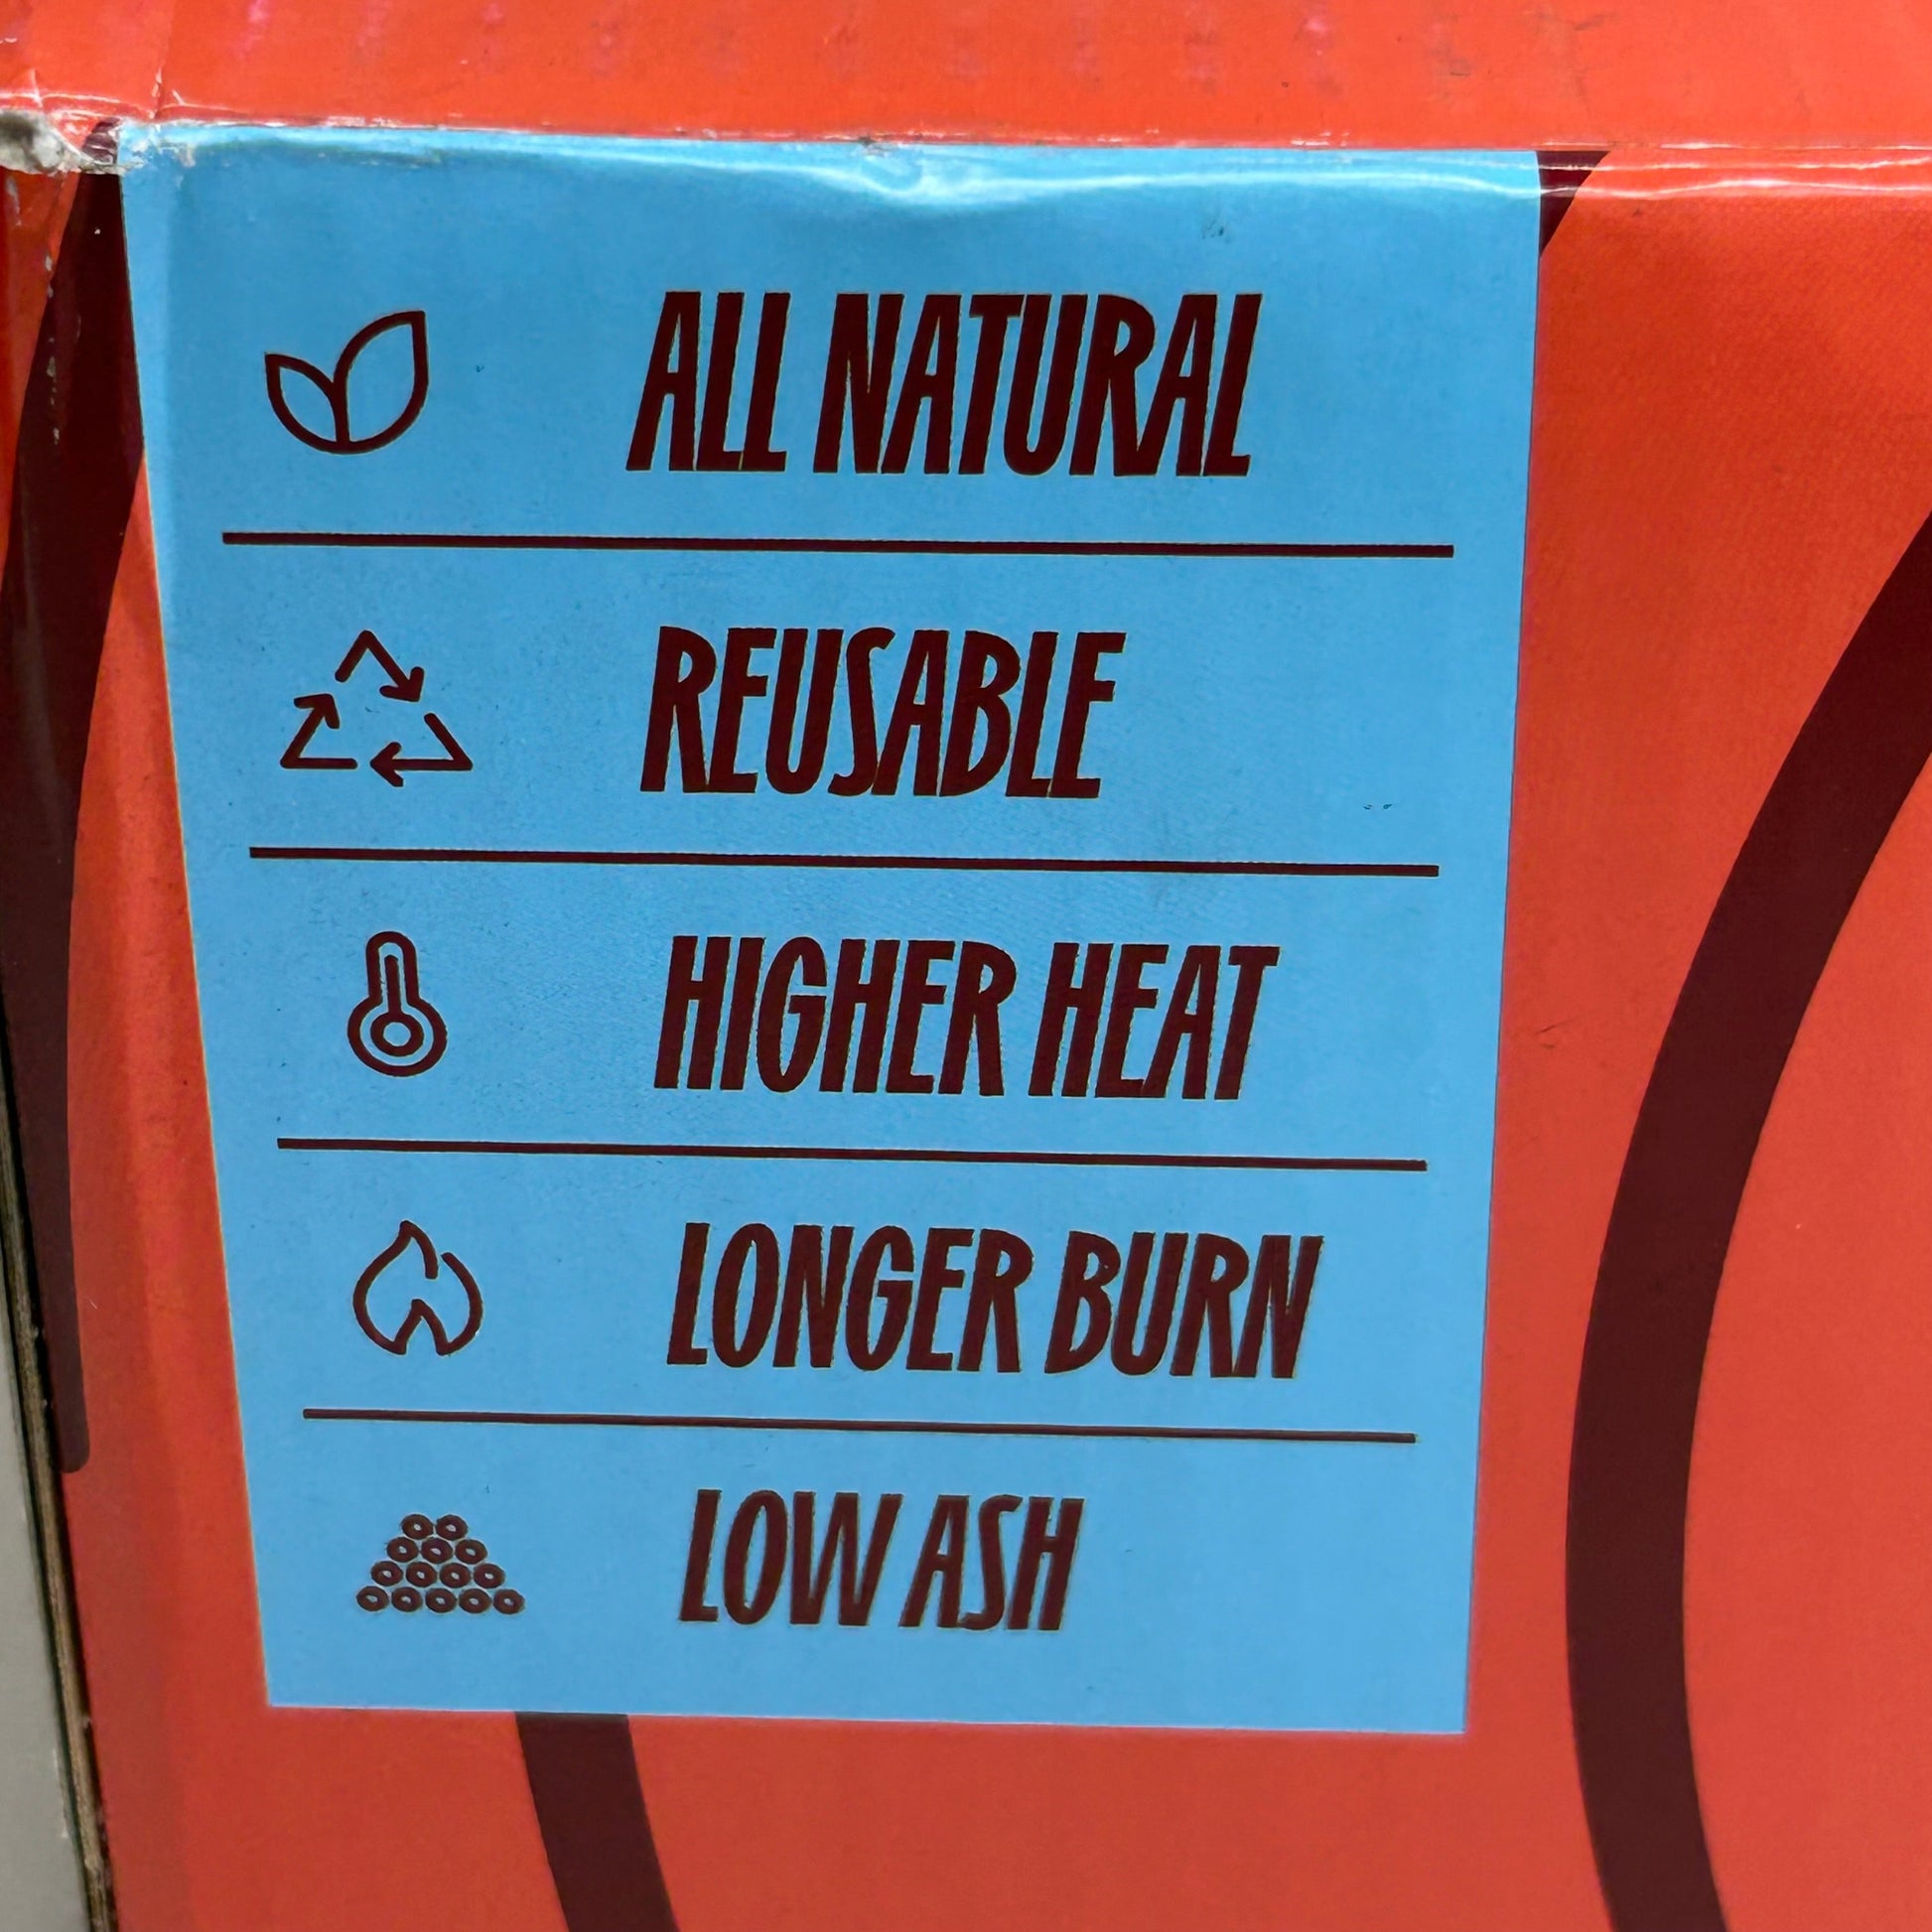 ALL NATURAL
REUSABLE
HIGHER HEAT
LONGER BURN
LOW ASH